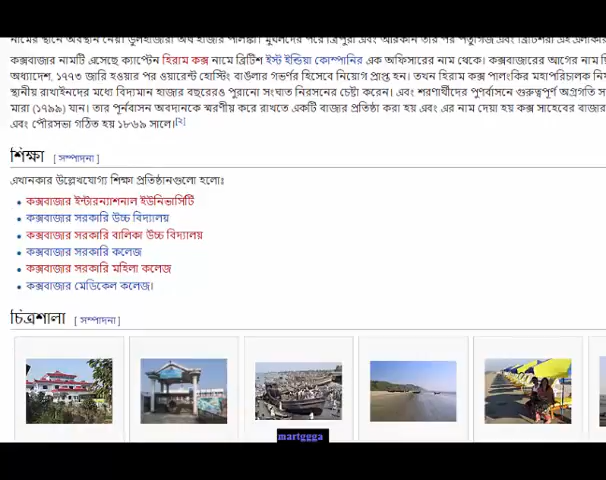 কক্সবাজার নামটি এসেছে ক্যাপ্টেন হিরাম কক্স নামে ব্রিটিশ ইস্ট ইন্ডিয়া কোম্পানির এক অফিসারের নাম থেকে। কক্সবাজারের আগের নাম
অধ্যাদেশ, ১৭৭৩ জারি হওয়ার পর ওয়ারেন্ট হোস্টিং বাঙলার গভর্ণর হিসেবে নিয়োগ প্রাপ্ত হন। তখন হিরাম কক্স পালংকির মহাপরিচালক
স্থানীয় রাখাইনদের মধ্যে বিদ্যমান হাজার বছরেরও পুরানো সংঘাত নিরসনের চেষ্টা করেন। এবং শরণার্থীদের পুণর্বাসনে গুরুত্বপূর্ণ অগ্রগতি
মারা (১৭৯৯) যান। তার পূর্নবাসন অবদানকে স্মরণীয় করে রাখতে একটি বাজার প্রতিষ্ঠা করা হয় এবং এর নাম দেয়া হয় কক্স সাহেবের বাজার
এবং পৌরসভা গঠিত হয় ১৮৬৯ সালে।
শিক্ষা [ সম্পাদনা ]
এখানকার উল্লেখযোগ্য শিক্ষা প্রতিষ্ঠানগুলো হলোঃ
কক্সবাজার ইন্টারন্যাশনাল ইউনিভার্সিটি
কক্সবাজার সরকারি উচ্চ বিদ্যালয়
কক্সবাজার সরকারি বালিকা উচ্চ বিদ্যালয়
কক্সবাজার সরকারি কলেজ
কক্সবাজার সরকারি মহিলা কলেজ
কক্সবাজার মেডিকেল কলেজ।
চিত্রশালা [ সম্পাদনা ]
martggga